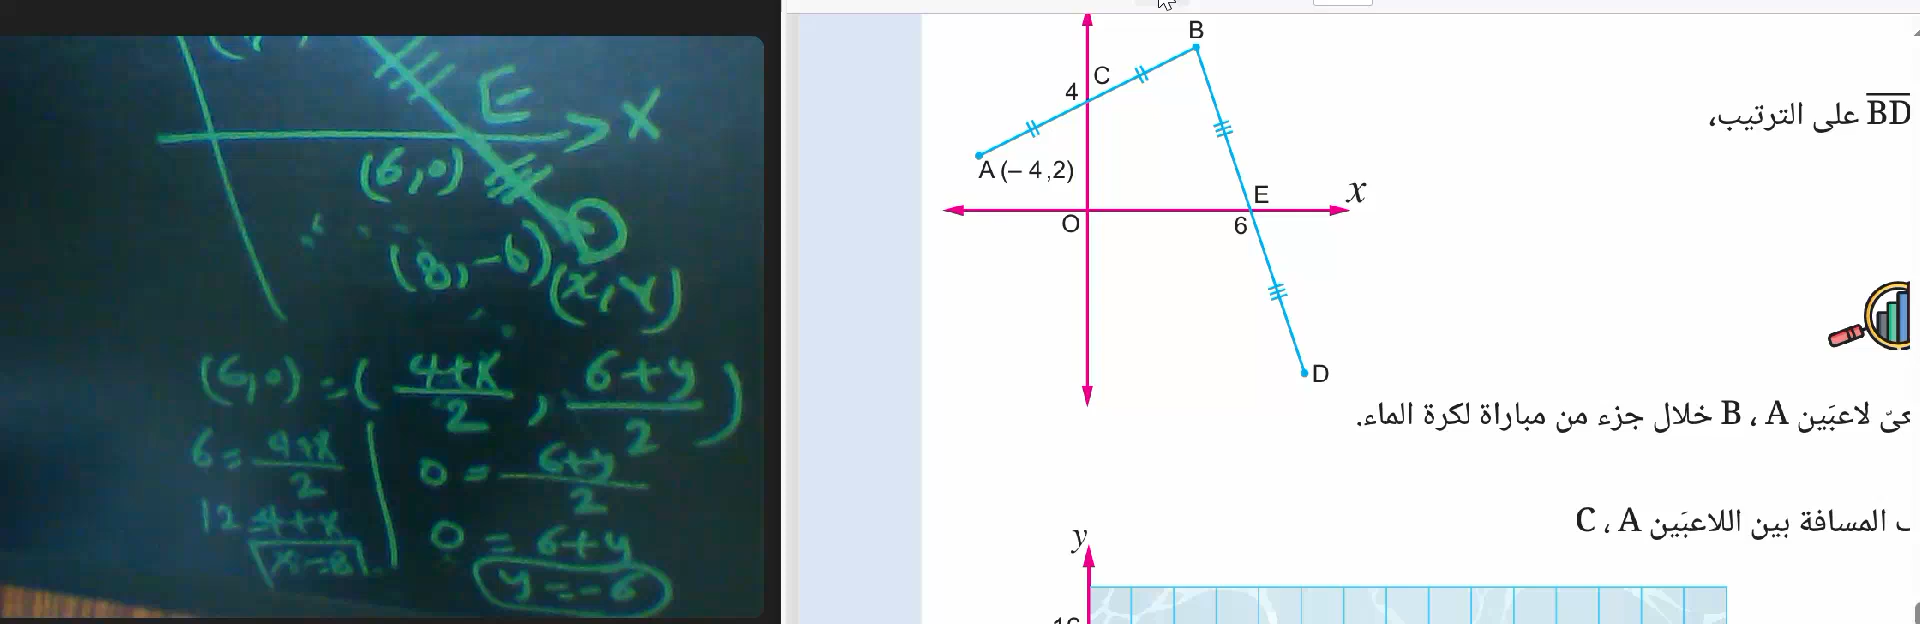 E
X
(6,0)
(8,-6) (x,y)
(6,0) = ( 4+x / 2 , 6+y / 2 )
6 = 4+x / 2
0 = 6+y / 2
12 = 4+x
0 = 6+y
x=8
y=-6
B
C
4
A (– 4,2)
E
x
O
6
D
BD على الترتيب،
لاعبَين B ، A خلال جزء من مباراة لكرة الماء.
المسافة بين اللاعبَين C ، A
y